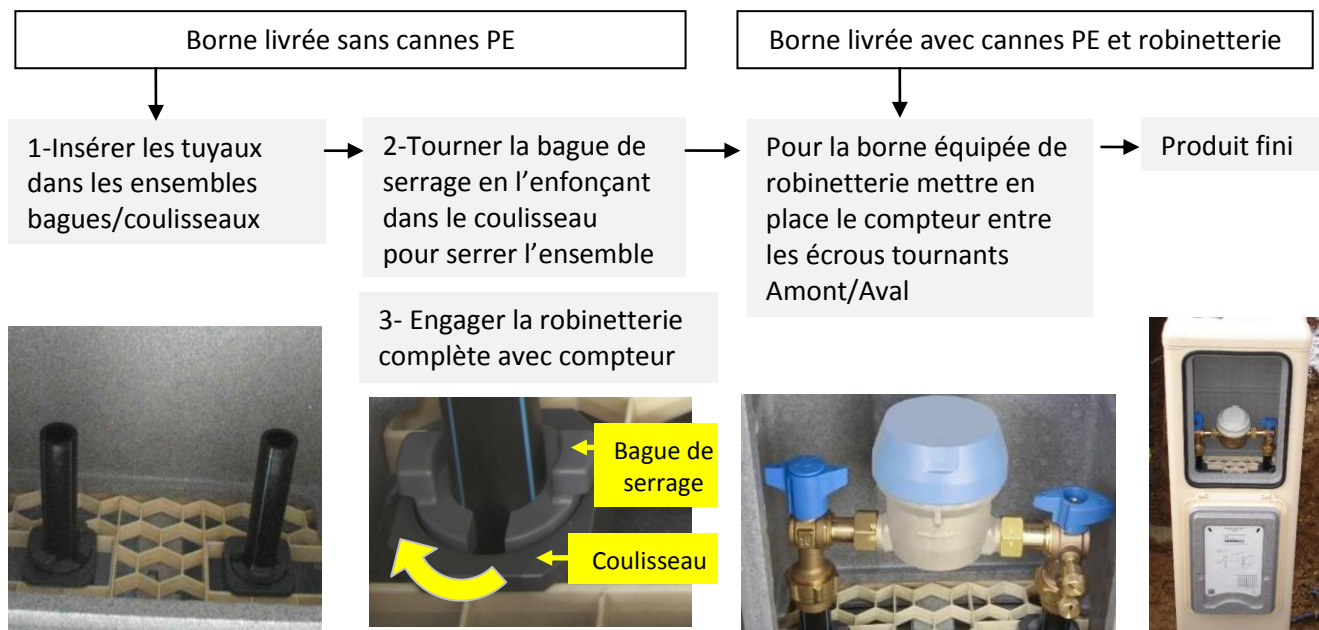 Borne livrée sans cannes PE
Borne livrée avec cannes PE et robinetterie
1-Insérer les tuyaux
dans les ensembles
bagues/coulisseaux
2-Tourner la bague de
serrage en l’enfonçant
dans le coulisseau
pour serrer l’ensemble
3- Engager la robinetterie
complète avec compteur
Pour la borne équipée de
robinetterie mettre en
place le compteur entre
les écrous tournants
Amont/Aval
Produit fini
Bague de
serrage
Coulisseau